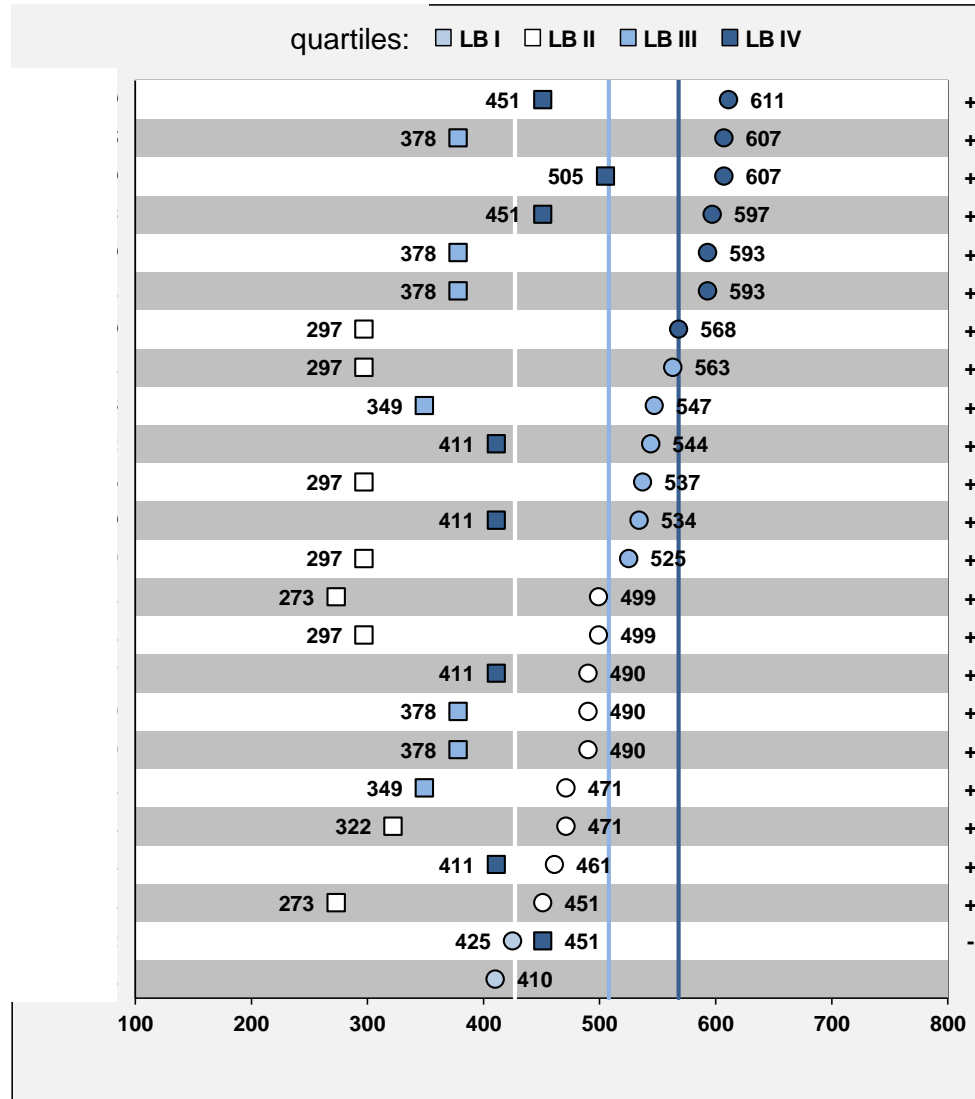 quartiles: LB I LB II LB III LB IV
451 611 +
378 607 +
505 607 +
451 597 +
378 593 +
378 593 +
297 568 +
297 563 +
349 547 +
411 544 +
297 537 +
411 534 +
297 525 +
273 499 +
297 499 +
411 490 +
378 490 +
378 490 +
349 471 +
322 471 +
411 461 +
273 451 +
425 451 -
410
100 200 300 400 500 600 700 800